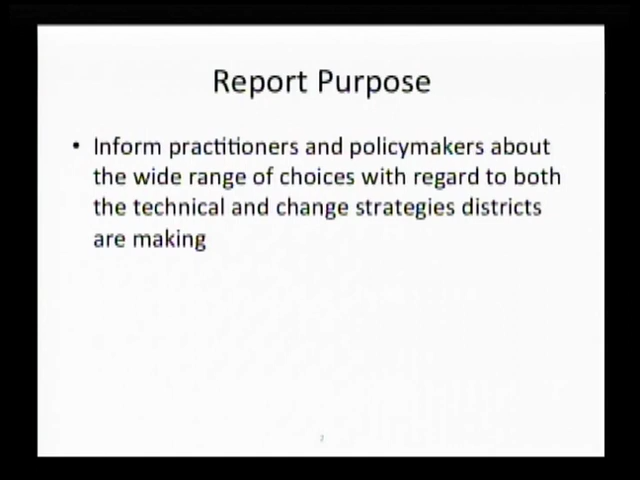 Report Purpose
• Inform practitioners and policymakers about
the wide range of choices with regard to both
the technical and change strategies districts
are making